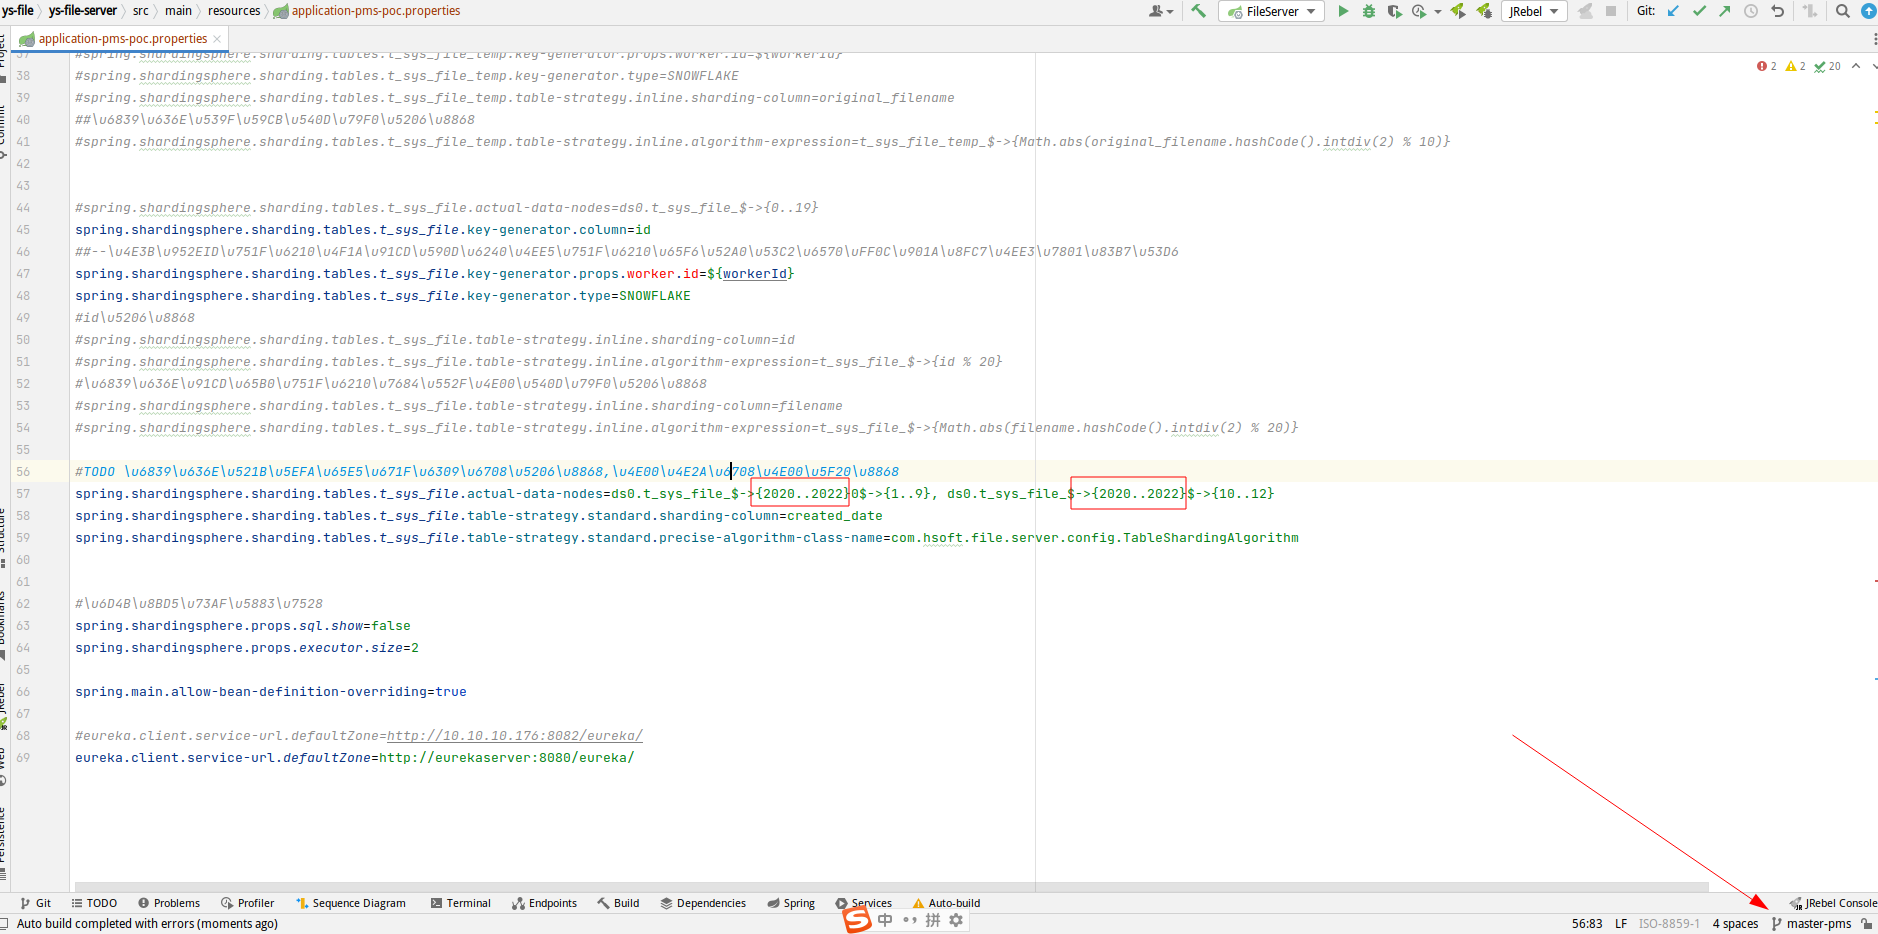 ys-file › ys-file-server › src › main › resources › application-pms-poc.properties
FileServer
JRebel
Git:
application-pms-poc.properties
2 2 20
37 #spring.shardingsphere.sharding.tables.t_sys_file_temp.key-generator.props.worker.id=${workerId}
38 #spring.shardingsphere.sharding.tables.t_sys_file_temp.key-generator.type=SNOWFLAKE
39 #spring.shardingsphere.sharding.tables.t_sys_file_temp.table-strategy.inline.sharding-column=original_filename
40 ##\u6839\u636E\u539F\u59CB\u540D\u79F0\u5206\u8868
41 #spring.shardingsphere.sharding.tables.t_sys_file_temp.table-strategy.inline.algorithm-expression=t_sys_file_temp_$->{Math.abs(original_filename.hashCode().intdiv(2) % 10)}
42
43
44 #spring.shardingsphere.sharding.tables.t_sys_file.actual-data-nodes=ds0.t_sys_file_$->{0..19}
45 spring.shardingsphere.sharding.tables.t_sys_file.key-generator.column=id
46 ##--\u4E3B\u952EID\u751F\u6210\u4F1A\u91CD\u590D\u6240\u4EE5\u751F\u6210\u65F6\u52A0\u53C2\u6570\uFF0C\u901A\u8FC7\u4EE3\u7801\u83B7\u53D6
47 spring.shardingsphere.sharding.tables.t_sys_file.key-generator.props.worker.id=${workerId}
48 spring.shardingsphere.sharding.tables.t_sys_file.key-generator.type=SNOWFLAKE
49 #id\u5206\u8868
50 #spring.shardingsphere.sharding.tables.t_sys_file.table-strategy.inline.sharding-column=id
51 #spring.shardingsphere.sharding.tables.t_sys_file.table-strategy.inline.algorithm-expression=t_sys_file_$->{id % 20}
52 #\u6839\u636E\u91CD\u65B0\u751F\u6210\u7684\u552F\u4E00\u540D\u79F0\u5206\u8868
53 #spring.shardingsphere.sharding.tables.t_sys_file.table-strategy.inline.sharding-column=filename
54 #spring.shardingsphere.sharding.tables.t_sys_file.table-strategy.inline.algorithm-expression=t_sys_file_$->{Math.abs(filename.hashCode().intdiv(2) % 20)}
55
56 #TODO \u6839\u636E\u521B\u5EFA\u65E5\u671F\u6309\u6708\u5206\u8868,\u4E00\u4E2A\u6708\u4E00\u5F20\u8868
57 spring.shardingsphere.sharding.tables.t_sys_file.actual-data-nodes=ds0.t_sys_file_$->{2020..2022}0$->{1..9}, ds0.t_sys_file_$->{2020..2022}$->{10..12}
58 spring.shardingsphere.sharding.tables.t_sys_file.table-strategy.standard.sharding-column=created_date
59 spring.shardingsphere.sharding.tables.t_sys_file.table-strategy.standard.precise-algorithm-class-name=com.hsoft.file.server.config.TableShardingAlgorithm
60
61
62 #\u6D4B\u8BD5\u73AF\u5883\u7528
63 spring.shardingsphere.props.sql.show=false
64 spring.shardingsphere.props.executor.size=2
65
66 spring.main.allow-bean-definition-overriding=true
67
68 #eureka.client.service-url.defaultZone=http://10.10.10.176:8082/eureka/
69 eureka.client.service-url.defaultZone=http://eurekaserver:8080/eureka/
Structure
Bookmarks
JRebel
Web
Persistence
Git TODO Problems Profiler Sequence Diagram Terminal Endpoints Build Dependencies Spring Services Auto-build JRebel Console
Auto build completed with errors (moments ago)
S 中 拼
56:83 LF ISO-8859-1 4 spaces master-pms